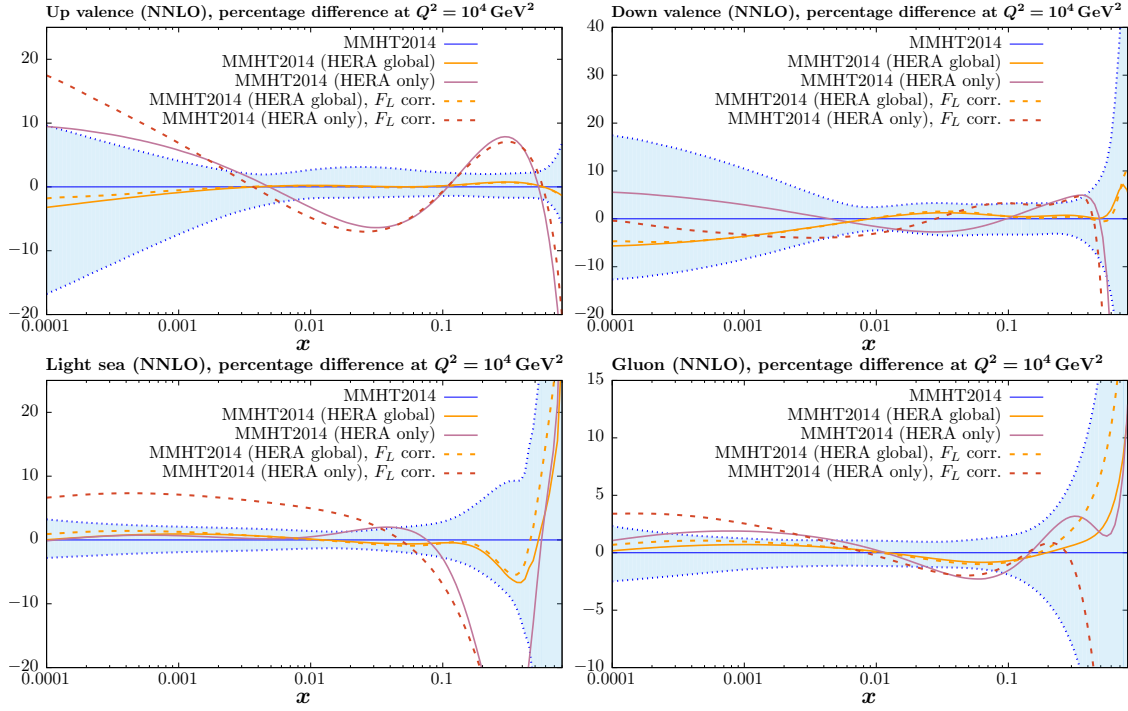 Up valence (NNLO), percentage difference at Q² = 10⁴ GeV²
MMHT2014
MMHT2014 (HERA global)
MMHT2014 (HERA only)
MMHT2014 (HERA global), F_L corr.
MMHT2014 (HERA only), F_L corr.
20
10
0
−10
−20
0.0001
0.001
0.01
0.1
x
Down valence (NNLO), percentage difference at Q² = 10⁴ GeV²
MMHT2014
MMHT2014 (HERA global)
MMHT2014 (HERA only)
MMHT2014 (HERA global), F_L corr.
MMHT2014 (HERA only), F_L corr.
40
30
20
10
0
−10
−20
0.0001
0.001
0.01
0.1
x
Light sea (NNLO), percentage difference at Q² = 10⁴ GeV²
MMHT2014
MMHT2014 (HERA global)
MMHT2014 (HERA only)
MMHT2014 (HERA global), F_L corr.
MMHT2014 (HERA only), F_L corr.
20
10
0
−10
−20
0.0001
0.001
0.01
0.1
x
Gluon (NNLO), percentage difference at Q² = 10⁴ GeV²
MMHT2014
MMHT2014 (HERA global)
MMHT2014 (HERA only)
MMHT2014 (HERA global), F_L corr.
MMHT2014 (HERA only), F_L corr.
15
10
5
0
−5
−10
0.0001
0.001
0.01
0.1
x